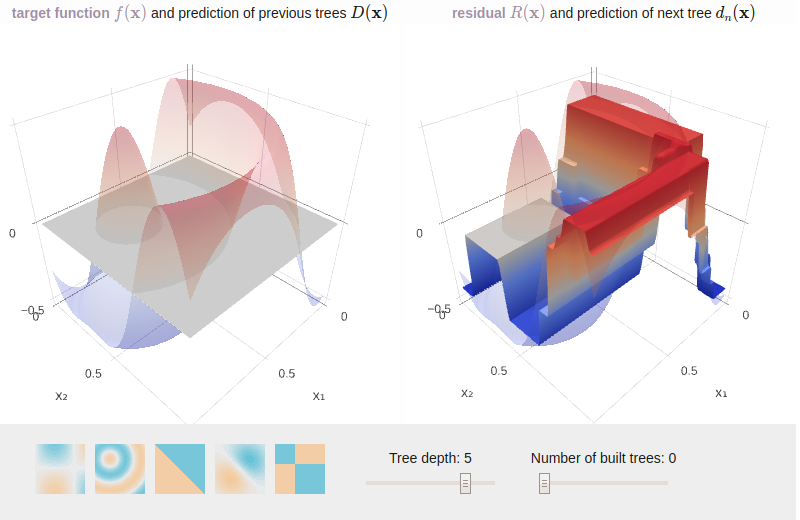 target function f(x) and prediction of previous trees D(x)
residual R(x) and prediction of next tree dₙ(x)
0
−0.5
0
0.5
x₂
0.5
x₁
0
0
−0.5
0
0.5
x₂
0.5
x₁
0
Tree depth: 5
Number of built trees: 0